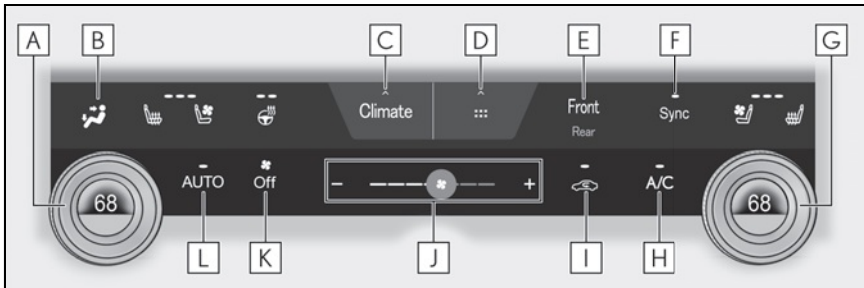 A B C D E F G
Climate Front Sync
Rear
AUTO Off - + A/C
68 68
L K J I H